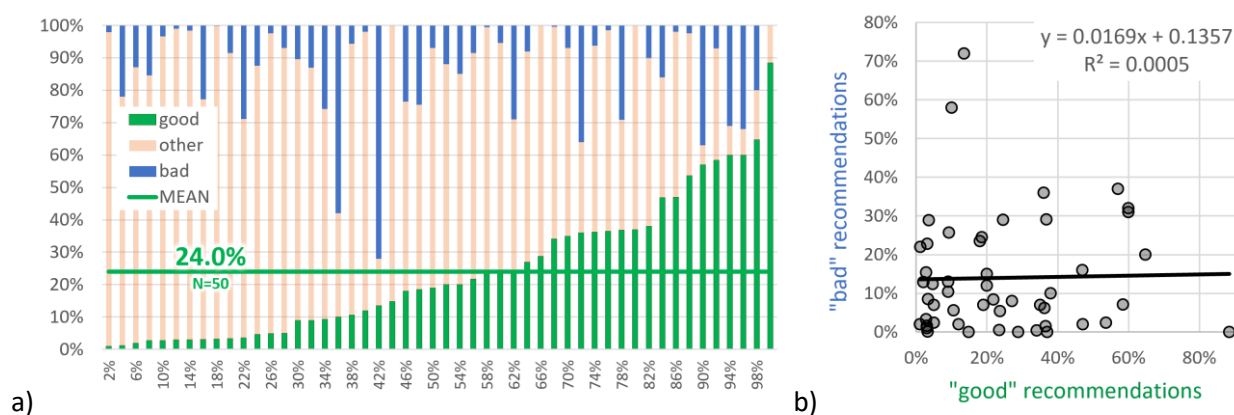 100%
90%
80%
70%
60%
50%
40%
30%
20%
10%
0%
good
other
bad
MEAN
24.0%
N=50
2% 6% 10% 14% 18% 22% 26% 30% 34% 38% 42% 46% 50% 54% 58% 62% 66% 70% 74% 78% 82% 86% 90% 94% 98%
a)
80%
70%
60%
50%
40%
30%
20%
10%
0%
"bad" recommendations
y = 0.0169x + 0.1357
R² = 0.0005
0% 20% 40% 60% 80%
"good" recommendations
b)